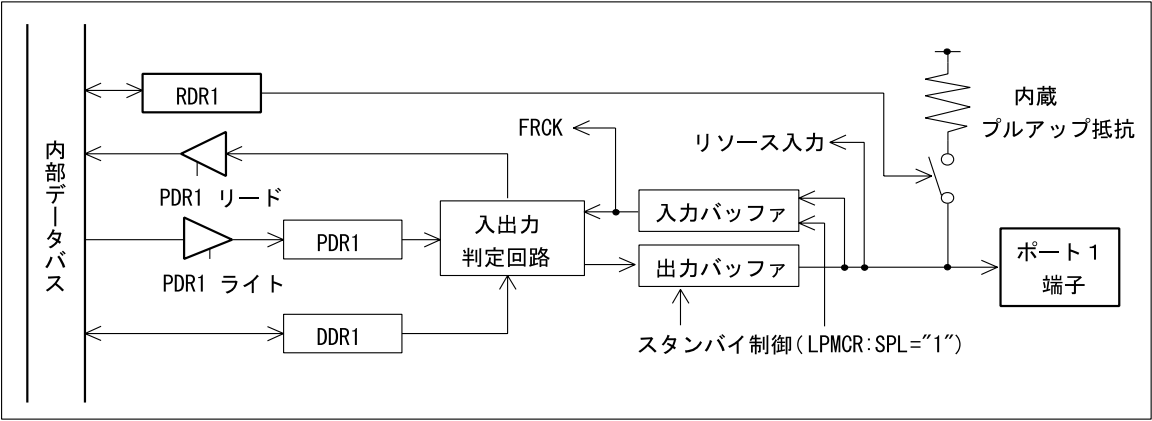 RDR1
内蔵
プルアップ抵抗
FRCK
リソース入力
内部データバス
PDR1 リード
入出力
判定回路
入力バッファ
PDR1
出力バッファ
ポート1
端子
PDR1 ライト
DDR1
スタンバイ制御(LPMCR:SPL="1")